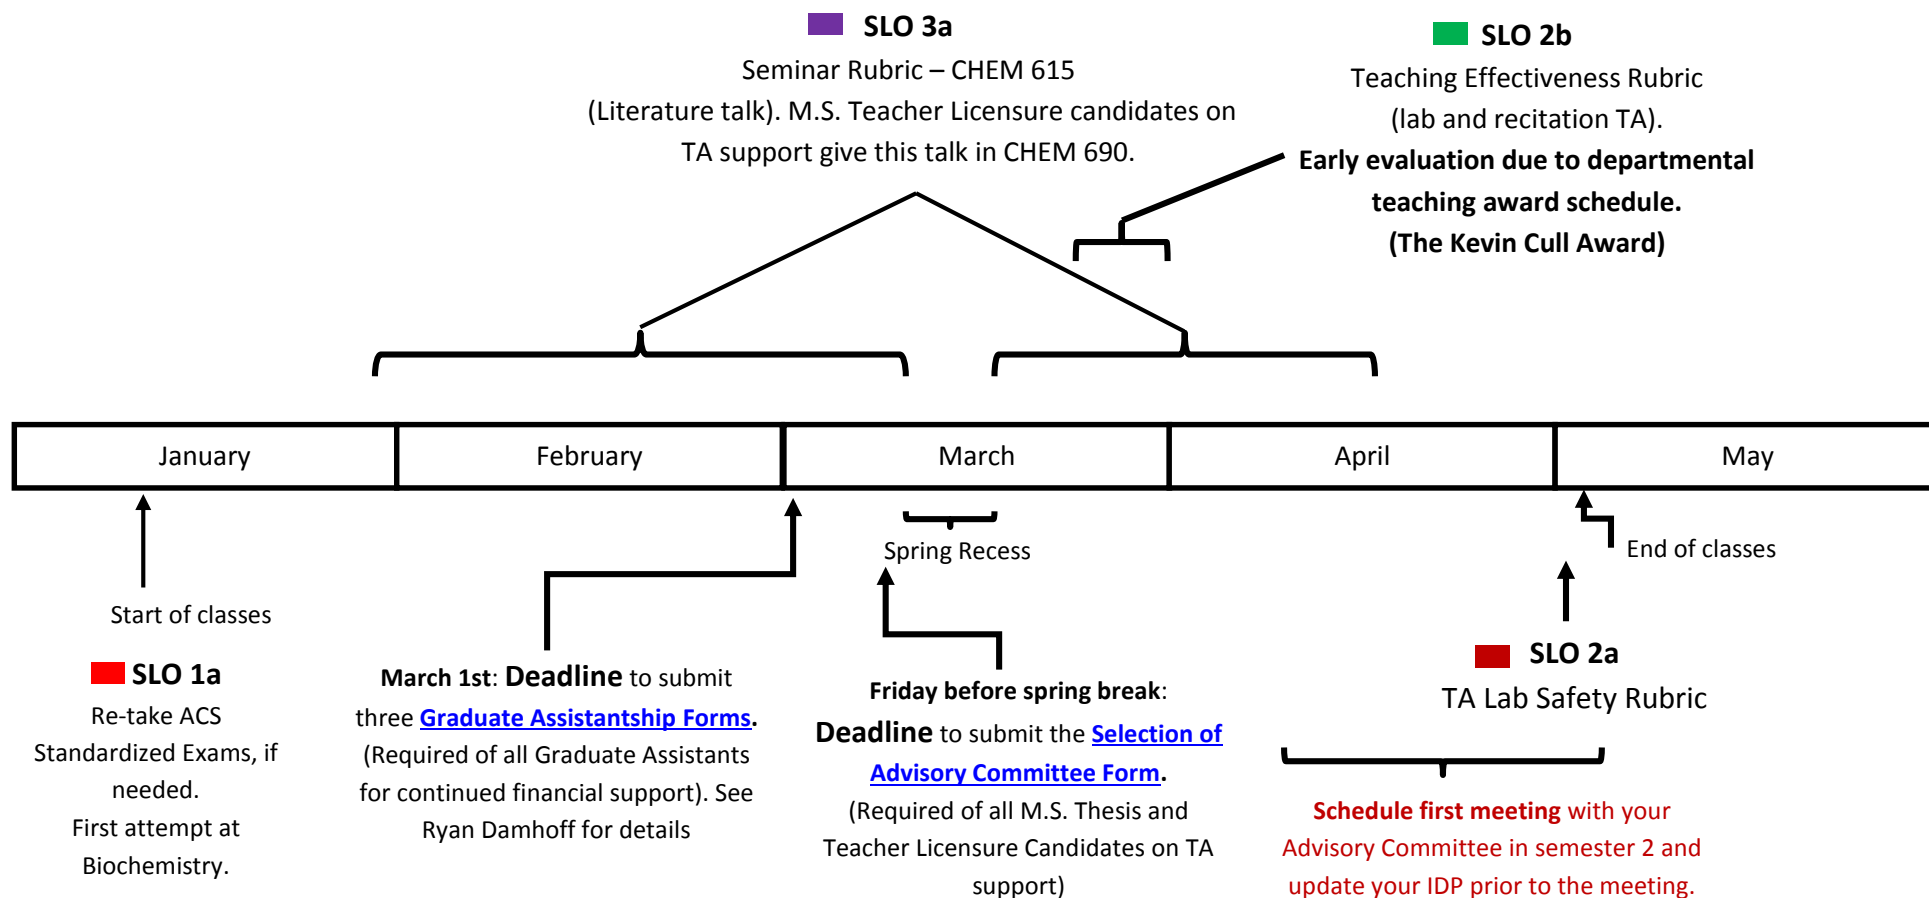 SLO 3a
Seminar Rubric – CHEM 615
(Literature talk). M.S. Teacher Licensure candidates on
TA support give this talk in CHEM 690.
SLO 2b
Teaching Effectiveness Rubric
(lab and recitation TA).
Early evaluation due to departmental
teaching award schedule.
(The Kevin Cull Award)
January
February
March
April
May
Start of classes
Spring Recess
End of classes
SLO 1a
Re-take ACS
Standardized Exams, if
needed.
First attempt at
Biochemistry.
March 1st: Deadline to submit
three Graduate Assistantship Forms.
(Required of all Graduate Assistants
for continued financial support). See
Ryan Damhoff for details
Friday before spring break:
Deadline to submit the Selection of
Advisory Committee Form.
(Required of all M.S. Thesis and
Teacher Licensure Candidates on TA
support)
SLO 2a
TA Lab Safety Rubric
Schedule first meeting with your
Advisory Committee in semester 2 and
update your IDP prior to the meeting.